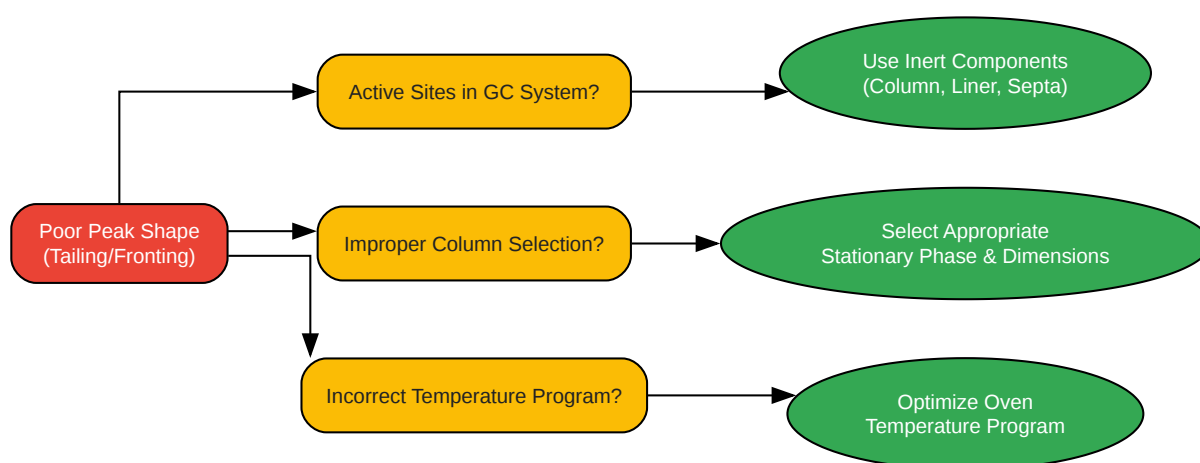 Poor Peak Shape
(Tailing/Fronting)
Active Sites in GC System?
Use Inert Components
(Column, Liner, Septa)
Improper Column Selection?
Select Appropriate
Stationary Phase & Dimensions
Incorrect Temperature Program?
Optimize Oven
Temperature Program